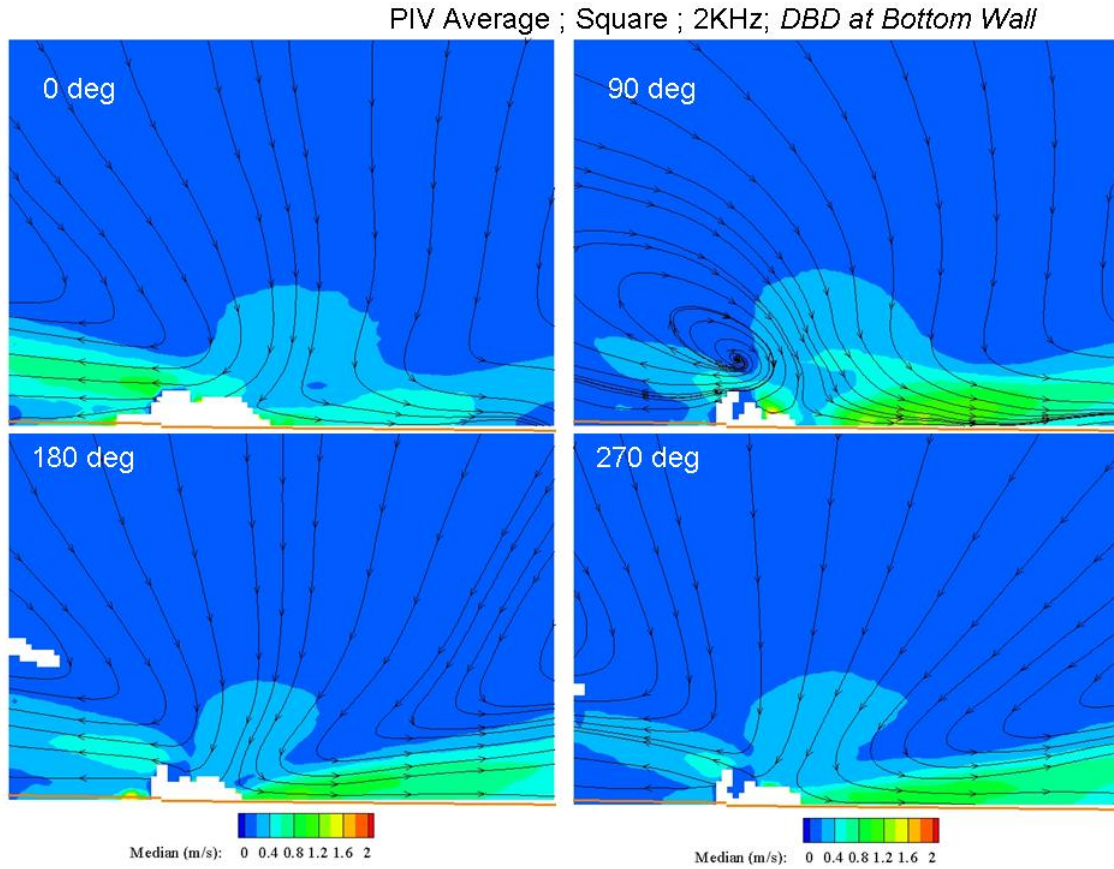 PIV Average ; Square ; 2KHz; DBD at Bottom Wall
0 deg
90 deg
180 deg
270 deg
Median (m/s): 0 0.4 0.8 1.2 1.6 2
Median (m/s): 0 0.4 0.8 1.2 1.6 2